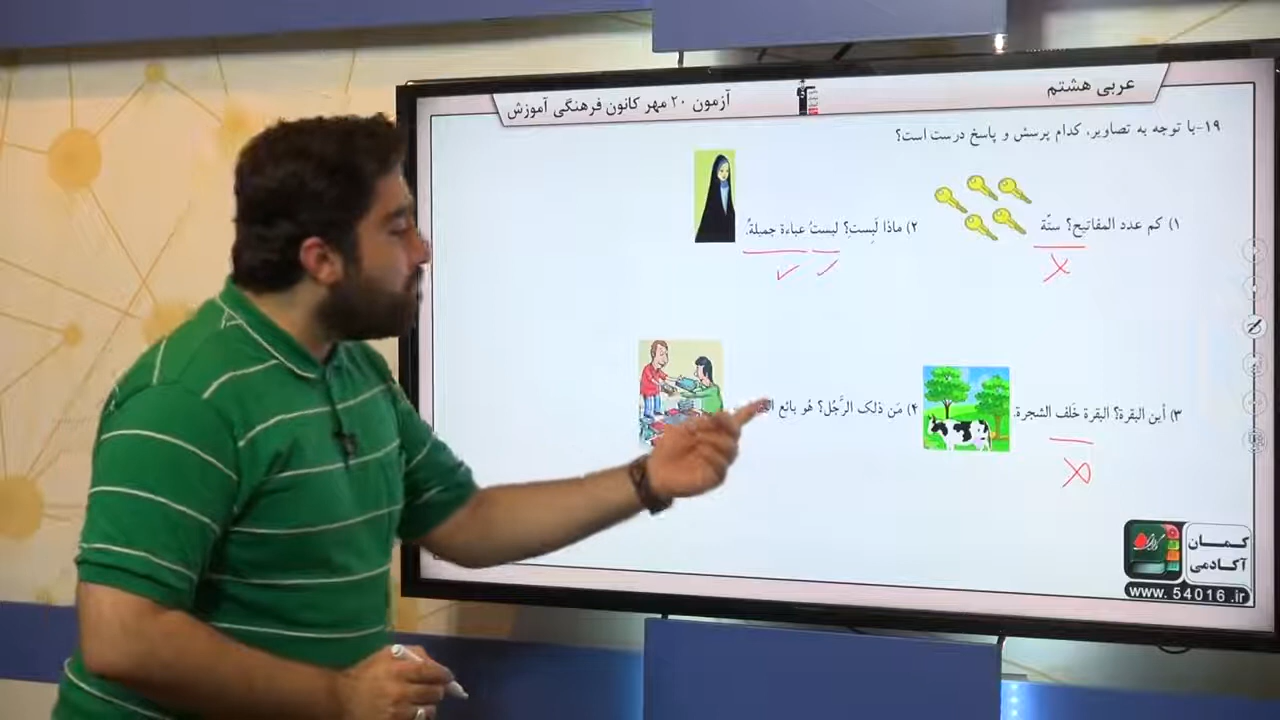 عربی هشتم
آزمون ۲۰ مهر کانون فرهنگی آموزش
۱۹-با توجه به تصاویر، کدام پرسش و پاسخ درست است؟
۱) کم عدد المفاتیح؟ ستّة
۲) ماذا لَبِستِ؟ لبستُ عباءة جمیلةً.
۳) أین البقرة؟ البقرة خَلف الشجرة.
۴) مَن ذلک الرَّجُل؟ هُو بائع
کمان
آکادمی
www.54016.ir